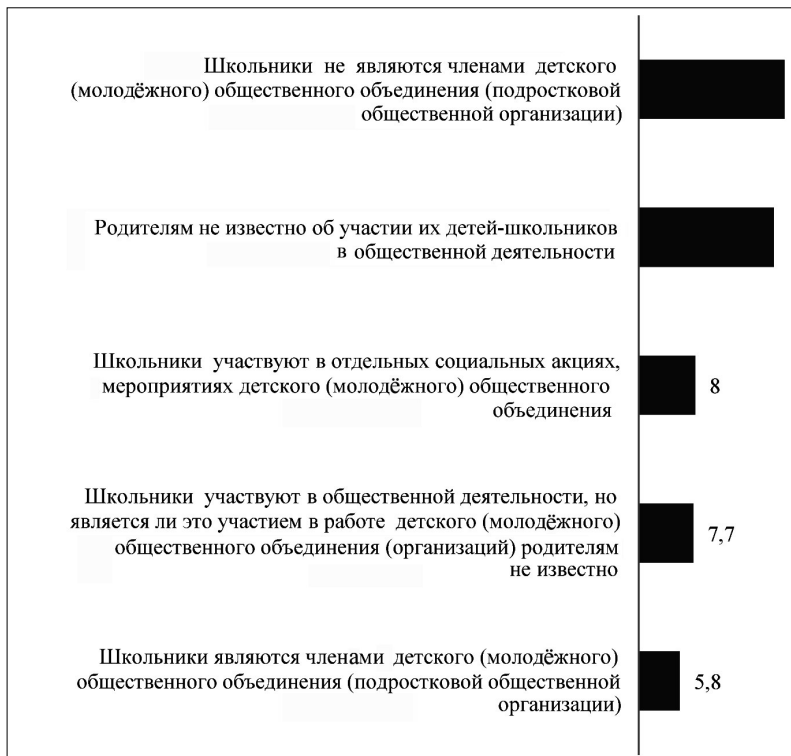 Школьники не являются членами детского
(молодёжного) общественного объединения (подростковой
общественной организации)
Родителям не известно об участии их детей-школьников
в общественной деятельности
Школьники участвуют в отдельных социальных акциях,
мероприятиях детского (молодёжного) общественного
объединения
8
Школьники участвуют в общественной деятельности, но
является ли это участием в работе детского (молодёжного)
общественного объединения (организаций) родителям
не известно
7,7
Школьники являются членами детского (молодёжного)
общественного объединения (подростковой общественной
организации)
5,8